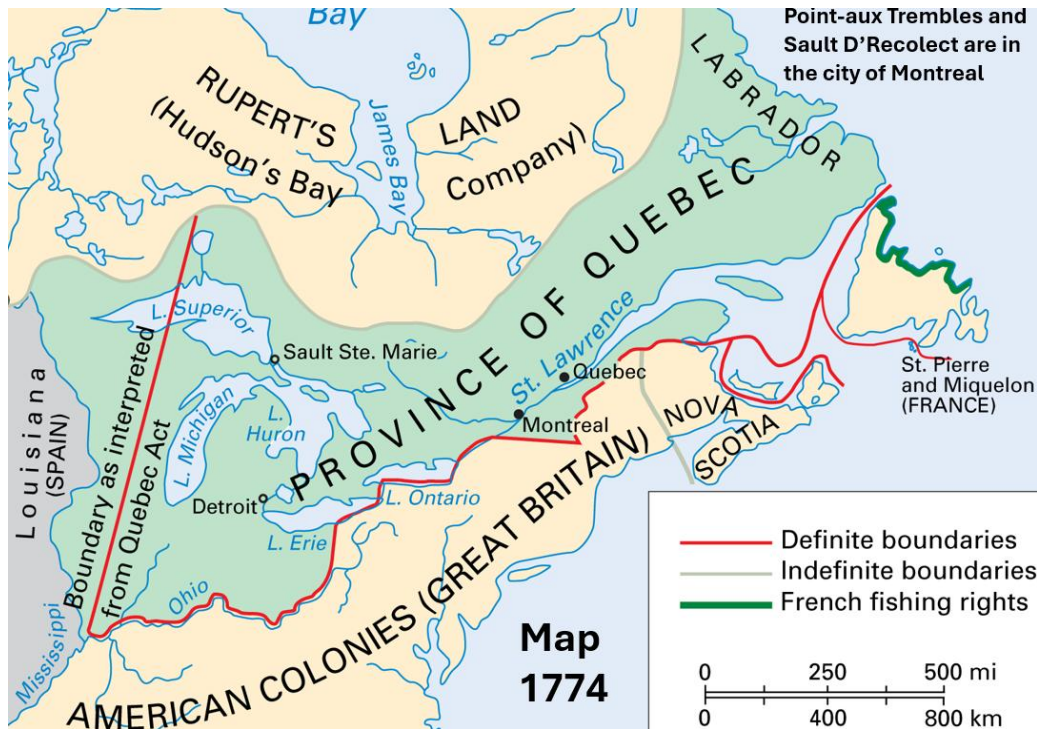 Bay
Point-aux Trembles and
Sault D’Recolect are in
the city of Montreal
LABRADOR
RUPERT’S
(Hudson’s Bay
James Bay
LAND
Company)
PROVINCE OF QUEBEC
L. Superior
Sault Ste. Marie
St. Lawrence
Quebec
Montreal
St. Pierre
and Miquelon
(FRANCE)
Louisiana
(SPAIN)
Boundary as interpreted
from Quebec Act
L. Michigan
L.
Huron
NOVA
SCOTIA
Detroit
L. Ontario
L. Erie
Ohio
Mississippi
AMERICAN COLONIES (GREAT BRITAIN)
Map
1774
Definite boundaries
Indefinite boundaries
French fishing rights
0 250 500 mi
0 400 800 km